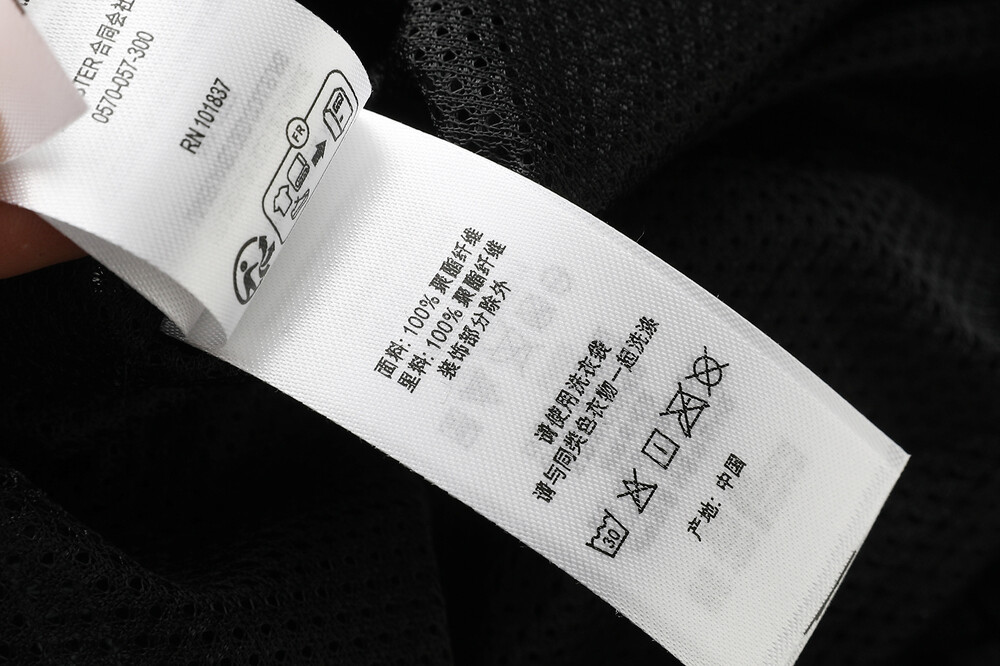 STER 合同会社
0570-057-300
RN 101837
FR
面料: 100% 聚酯纤维
里料: 100% 聚酯纤维
装饰部分除外
请使用洗衣袋
请与同类色衣物一起洗涤
30
产地: 中国